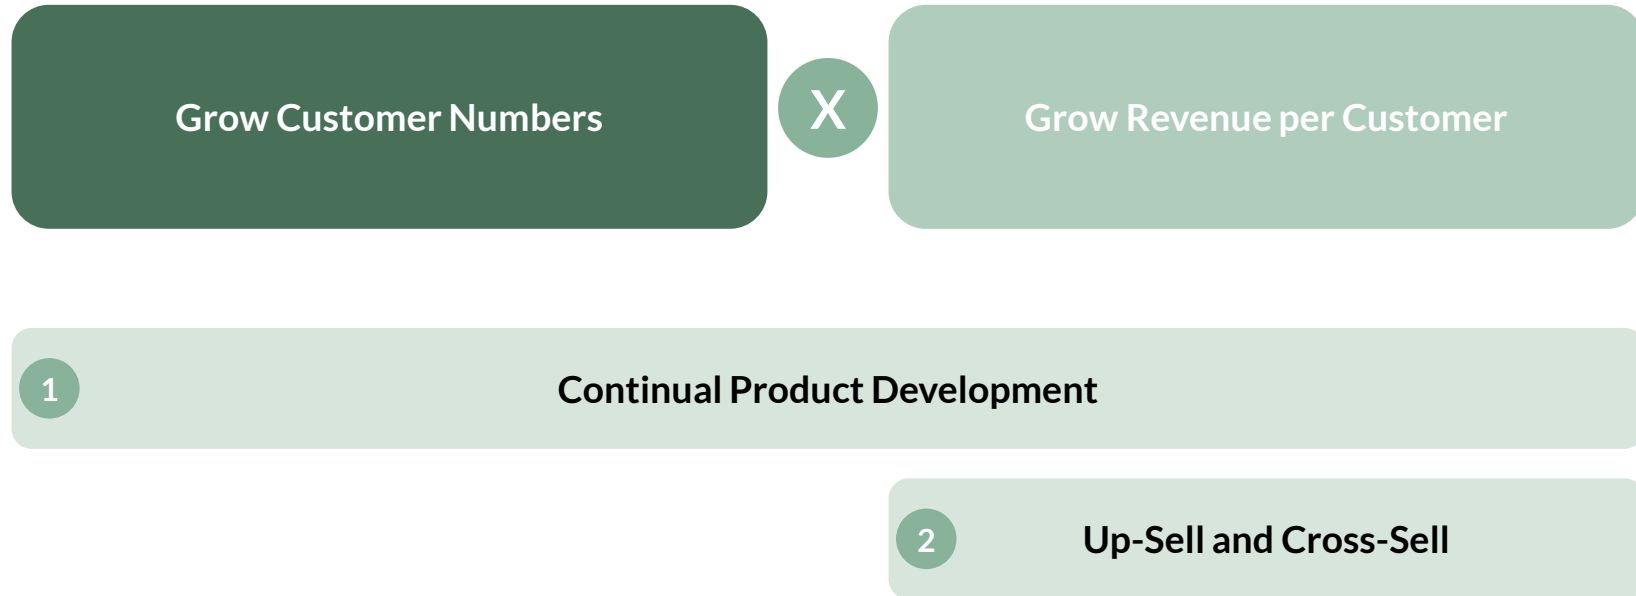 Grow Customer Numbers
X
Grow Revenue per Customer
1
Continual Product Development
2
Up-Sell and Cross-Sell